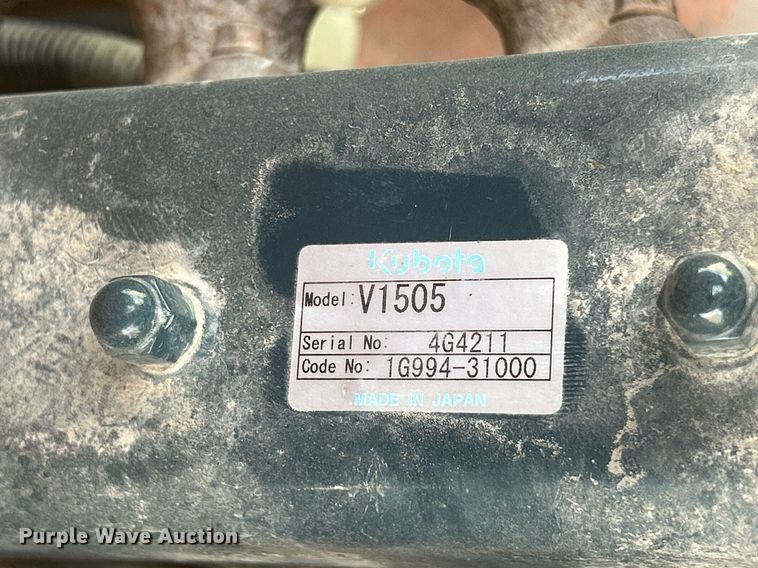 Kubota
Model: V1505
Serial No: 4G4211
Code No: 1G994-31000
MADE IN JAPAN
Purple Wave Auction